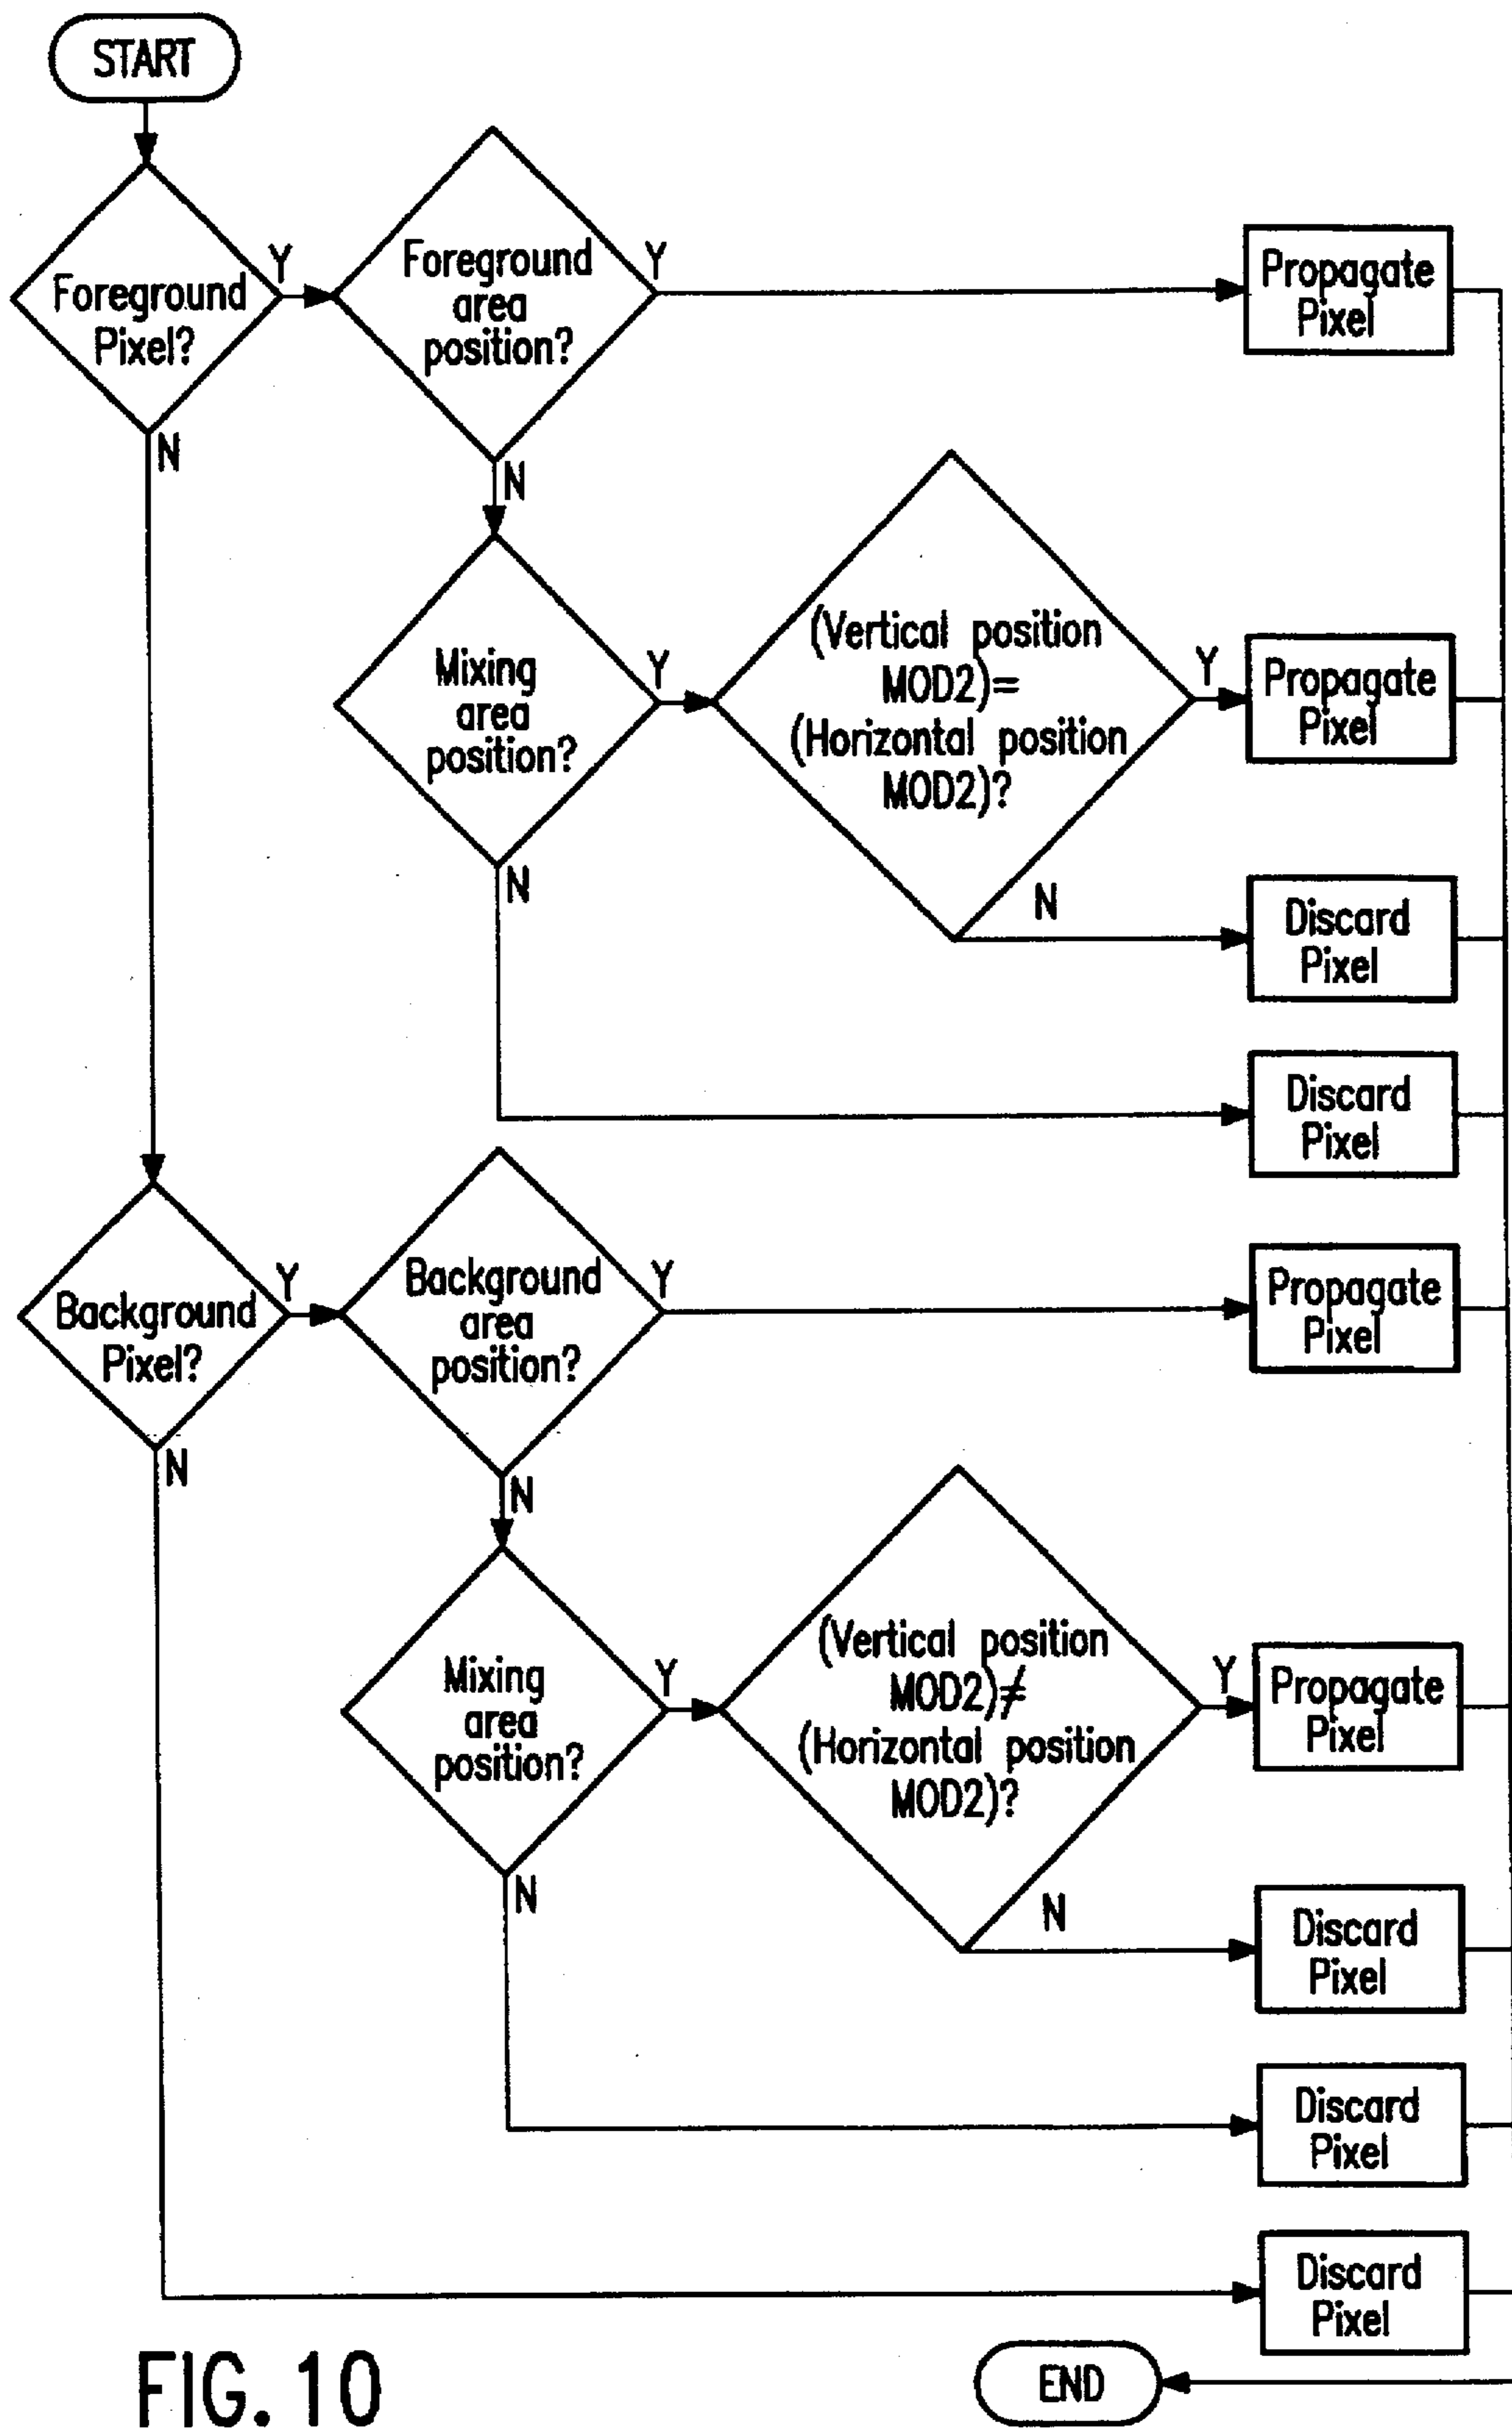 START
Foreground
Pixel?
Y
N
Foreground
area
position?
Y
N
Propagate
Pixel
Mixing
area
position?
Y
N
(Vertical position
MOD2)=
(Horizontal position
MOD2)?
Y
N
Propagate
Pixel
Discard
Pixel
Discard
Pixel
Background
Pixel?
Y
N
Background
area
position?
Y
N
Propagate
Pixel
Mixing
area
position?
Y
N
(Vertical position
MOD2)≠
(Horizontal position
MOD2)?
Y
N
Propagate
Pixel
Discard
Pixel
Discard
Pixel
Discard
Pixel
END
FIG. 10